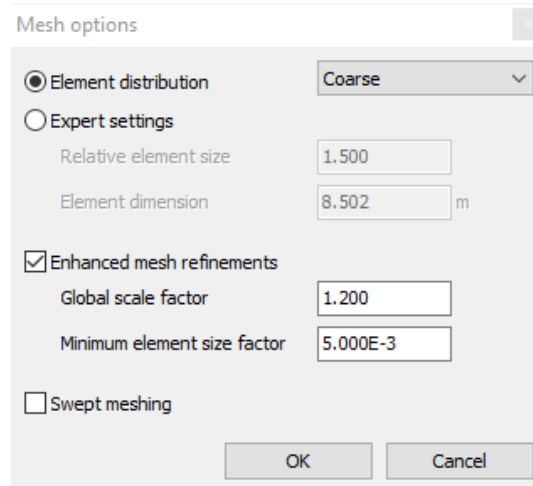 Mesh options
Element distribution Coarse
Expert settings
Relative element size 1.500
Element dimension 8.502 m
Enhanced mesh refinements
Global scale factor 1.200
Minimum element size factor 5.000E-3
Swept meshing
OK Cancel